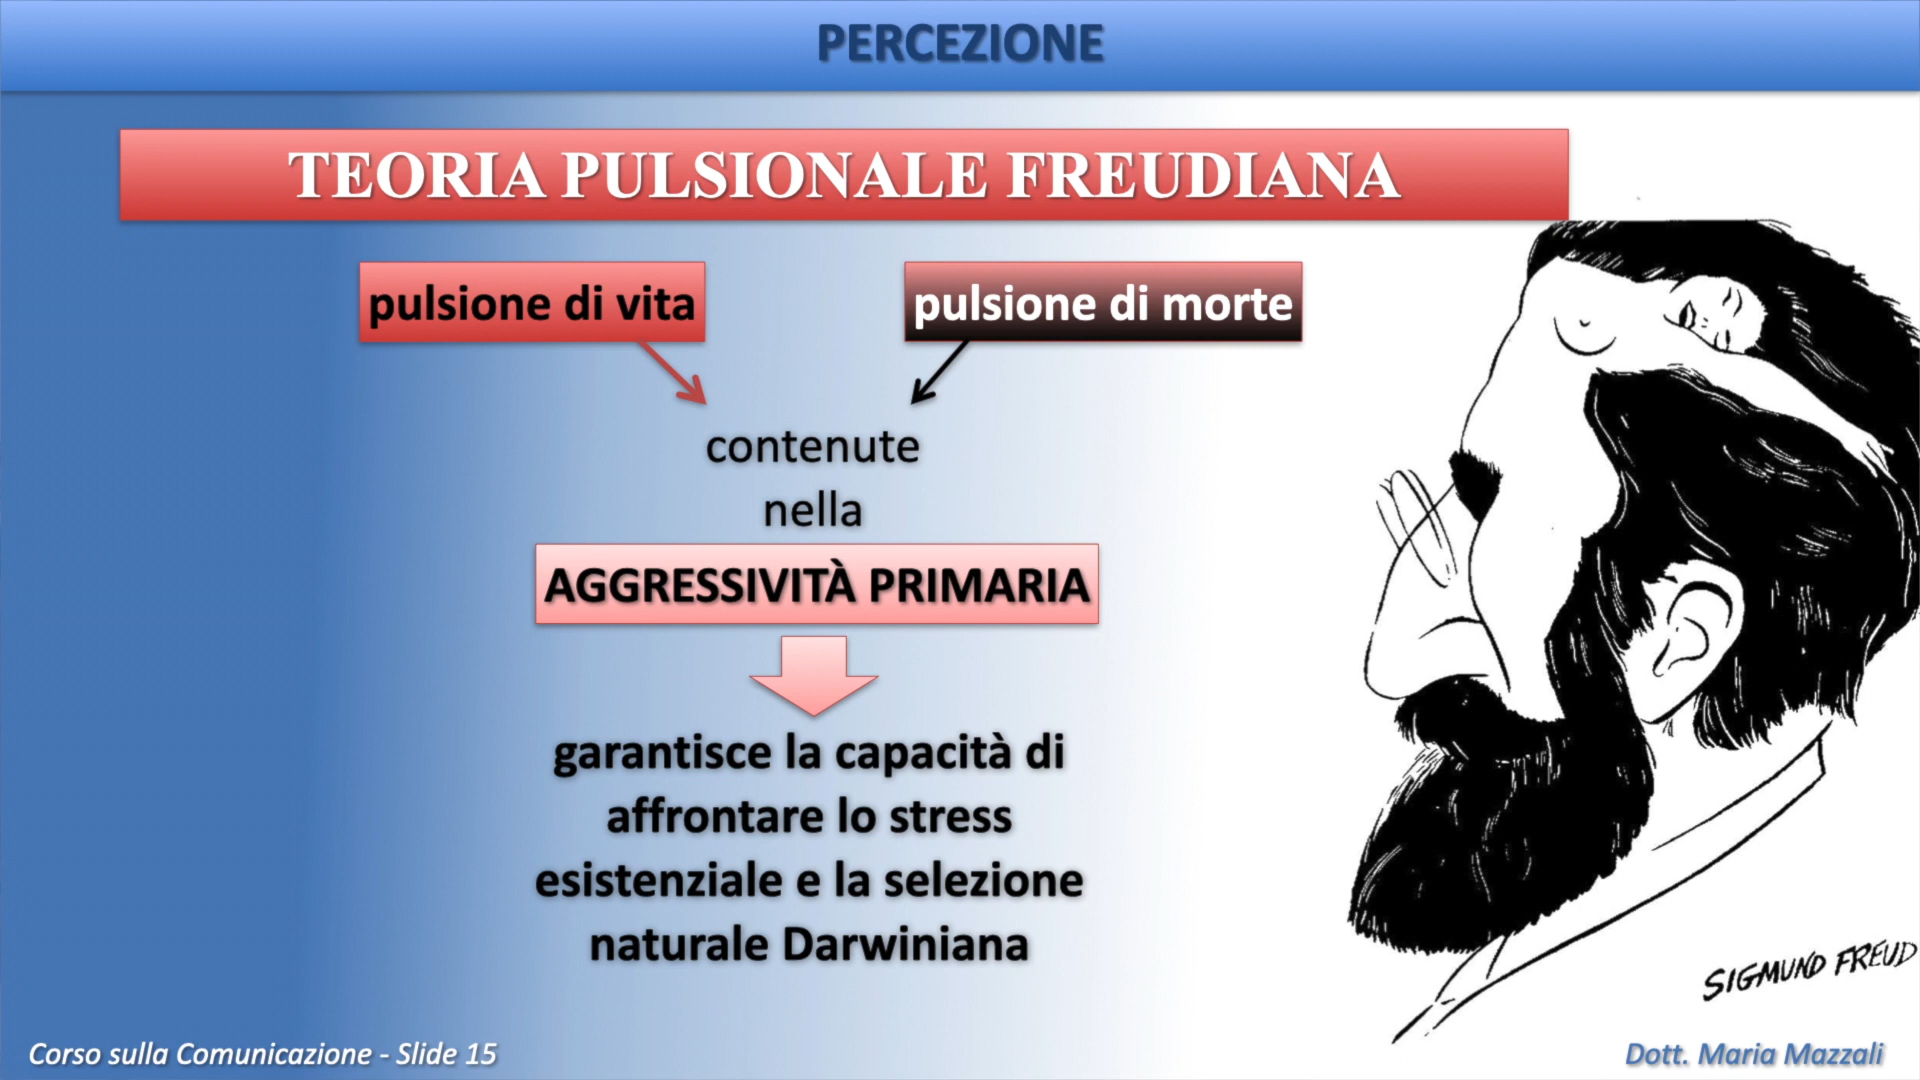 PERCEZIONE
TEORIA PULSIONALE FREUDIANA
pulsione di vita
pulsione di morte
contenute
nella
AGGRESSIVITÀ PRIMARIA
garantisce la capacità di
affrontare lo stress
esistenziale e la selezione
naturale Darwiniana
SIGMUND FREUD
Corso sulla Comunicazione - Slide 15
Dott. Maria Mazzali